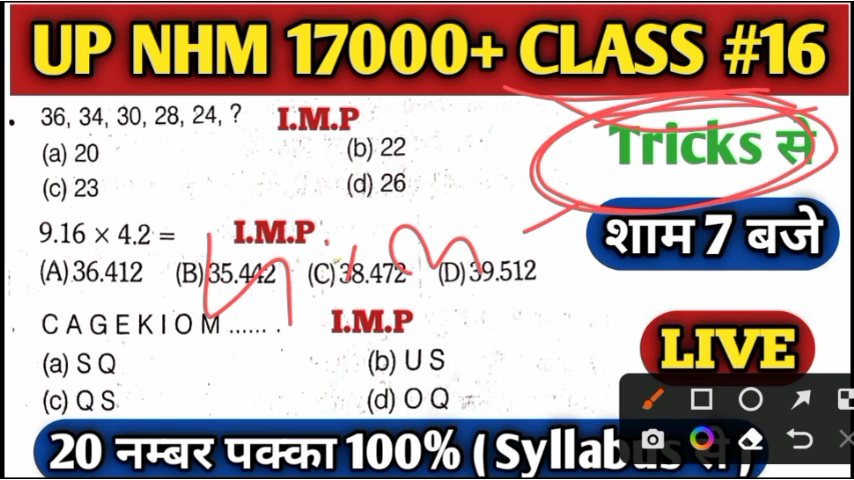 UP NHM 17000+ CLASS #16
36, 34, 30, 28, 24, ? I.M.P
(a) 20 (b) 22
(c) 23 (d) 26
Tricks से
शाम 7 बजे
9.16 × 4.2 = I.M.P
(A) 36.412 (B) 35.442 (C) 38.472 (D) 39.512
C A G E K I O M ...... . I.M.P
(a) S Q (b) U S
(c) Q S (d) O Q
LIVE
20 नम्बर पक्का 100% ( Syllabus से )